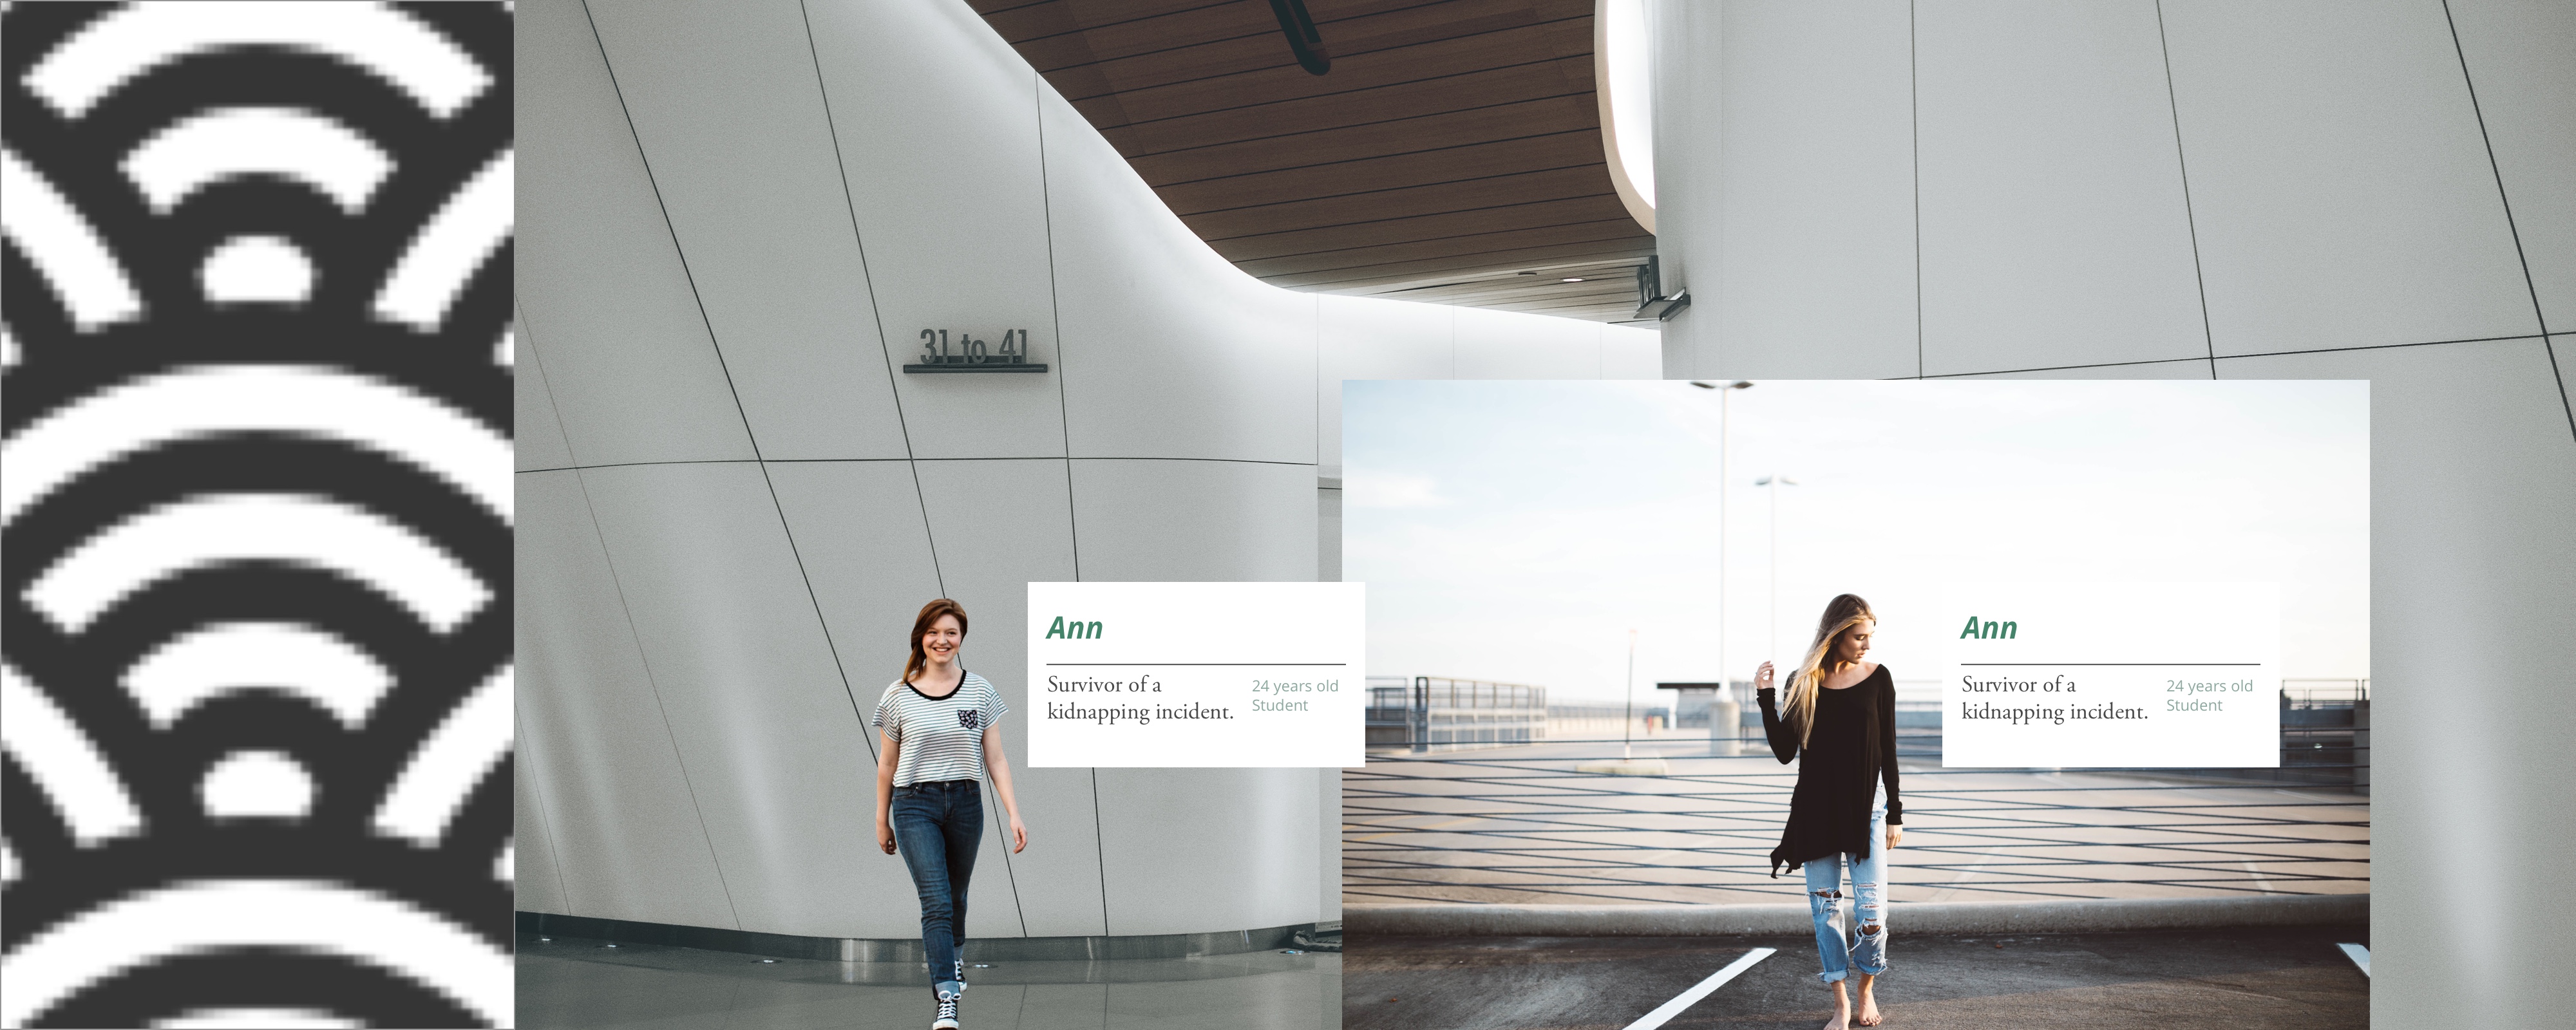 31 to 41
Ann
Survivor of a
kidnapping incident.
24 years old
Student
Ann
Survivor of a
kidnapping incident.
24 years old
Student